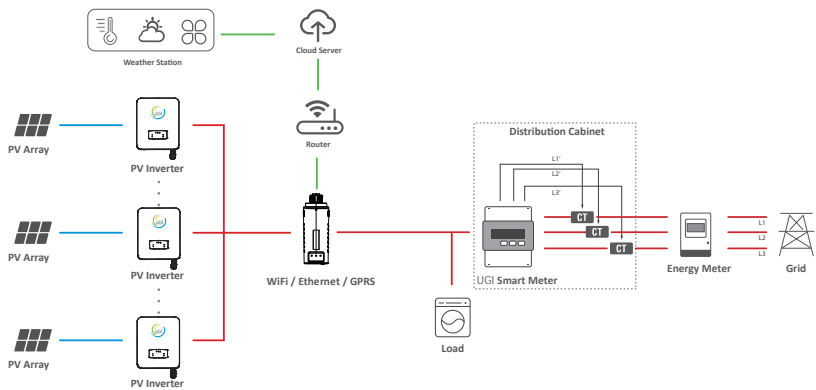 Weather Station
Cloud Server
Router
PV Array
PV Inverter
PV Array
PV Inverter
PV Array
PV Inverter
WiFi / Ethernet / GPRS
Load
Distribution Cabinet
L1'
L2'
L3'
CT
CT
CT
UGI Smart Meter
Energy Meter
L1
L2
L3
Grid